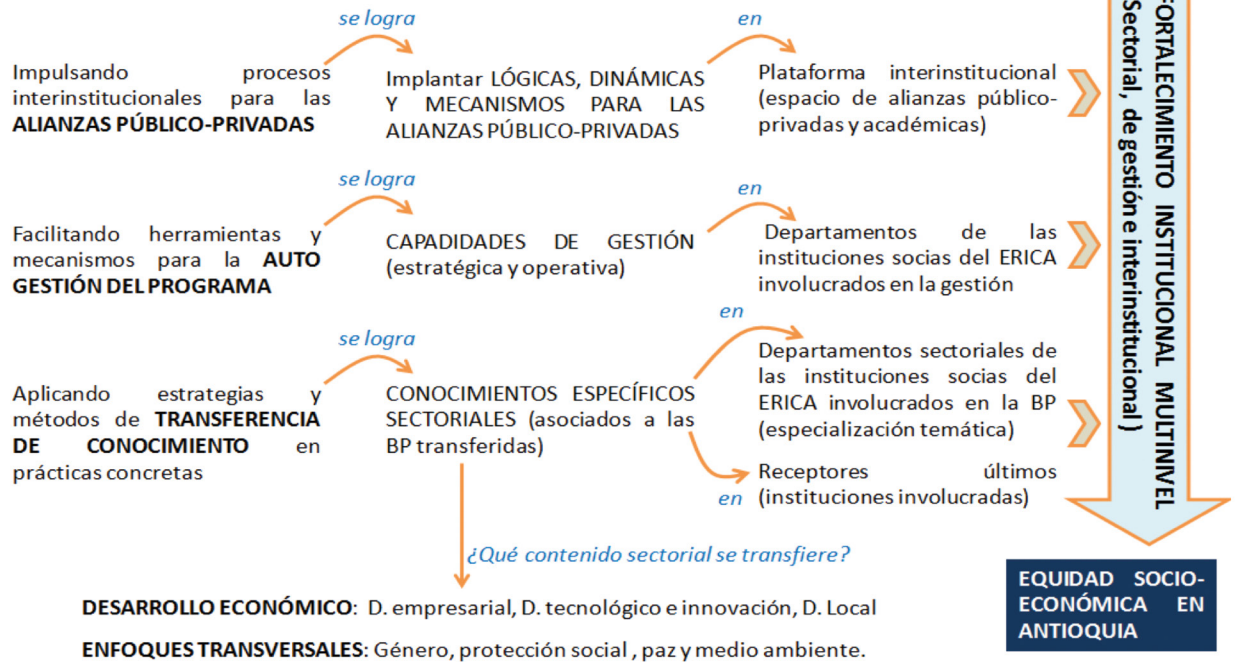 se logra
en
Impulsando procesos
interinstitucionales para las
ALIANZAS PÚBLICO-PRIVADAS
Implantar LÓGICAS, DINÁMICAS
Y MECANISMOS PARA LAS
ALIANZAS PÚBLICO-PRIVADAS
Plataforma interinstitucional
(espacio de alianzas público-
privadas y académicas)
se logra
en
Facilitando herramientas y
mecanismos para la AUTO
GESTIÓN DEL PROGRAMA
CAPADIDADES DE GESTIÓN
(estratégica y operativa)
Departamentos de las
instituciones socias del ERICA
involucrados en la gestión
se logra
en
Aplicando estrategias y
métodos de TRANSFERENCIA
DE CONOCIMIENTO en
prácticas concretas
CONOCIMIENTOS ESPECÍFICOS
SECTORIALES (asociados a las
BP transferidas)
Departamentos sectoriales de
las instituciones socias del
ERICA involucrados en la BP
(especialización temática)
en
Receptores últimos
(instituciones involucradas)
FORTALECIMIENTO INSTITUCIONAL MULTINIVEL
Sectorial, de gestión e interinstitucional )
¿Qué contenido sectorial se transfiere?
DESARROLLO ECONÓMICO: D. empresarial, D. tecnológico e innovación, D. Local
ENFOQUES TRANSVERSALES: Género, protección social , paz y medio ambiente.
EQUIDAD SOCIO-
ECONÓMICA EN
ANTIOQUIA